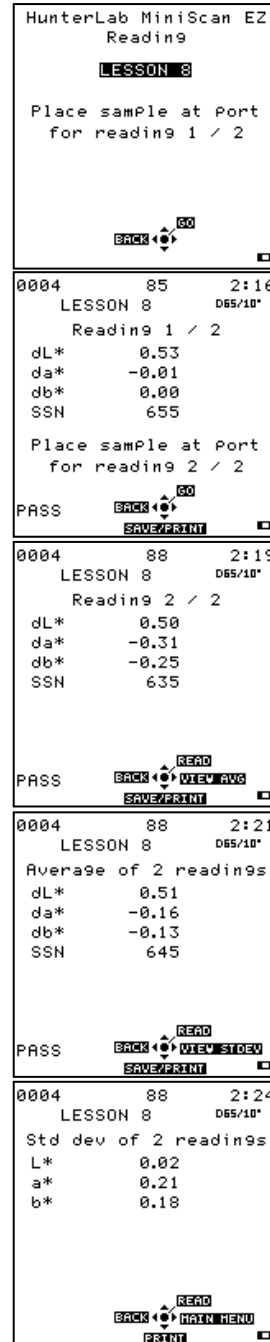 HunterLab MiniScan EZ
Reading
LESSON 8
Place sample at port
for reading 1 / 2
GO
BACK
0004 85 2:16
LESSON 8 D65/10°
Reading 1 / 2
dL* 0.53
da* -0.01
db* 0.00
SSN 655
Place sample at port
for reading 2 / 2
GO
PASS BACK
SAVE/PRINT
0004 88 2:19
LESSON 8 D65/10°
Reading 2 / 2
dL* 0.50
da* -0.31
db* -0.25
SSN 635
READ
PASS BACK VIEW AVG
SAVE/PRINT
0004 88 2:21
LESSON 8 D65/10°
Average of 2 readings
dL* 0.51
da* -0.16
db* -0.13
SSN 645
READ
PASS BACK VIEW STDEV
SAVE/PRINT
0004 88 2:24
LESSON 8 D65/10°
Std dev of 2 readings
L* 0.02
a* 0.21
b* 0.18
READ
BACK MAIN MENU
PRINT